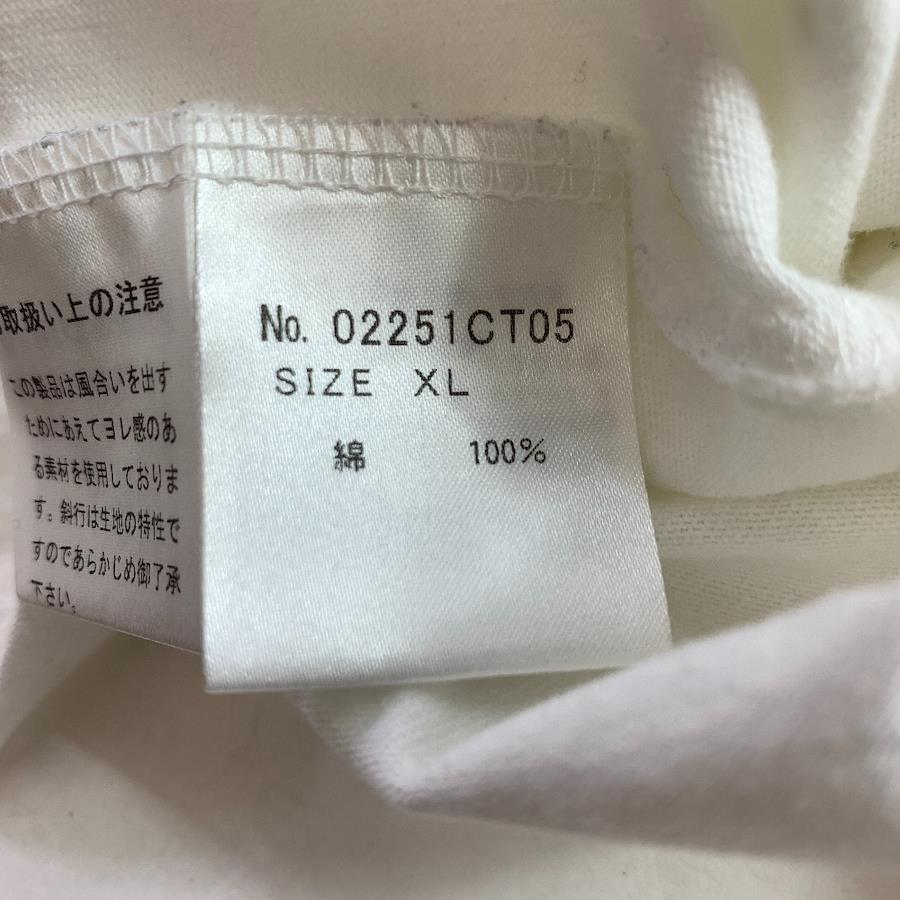 取扱い上の注意
この製品は風合いを出す
ためにあえてヨレ感のあ
る素材を使用しておりま
す。斜行は生地の特性で
すのであらかじめ御了承
下さい。
No. 02251CT05
SIZE XL
綿 100%